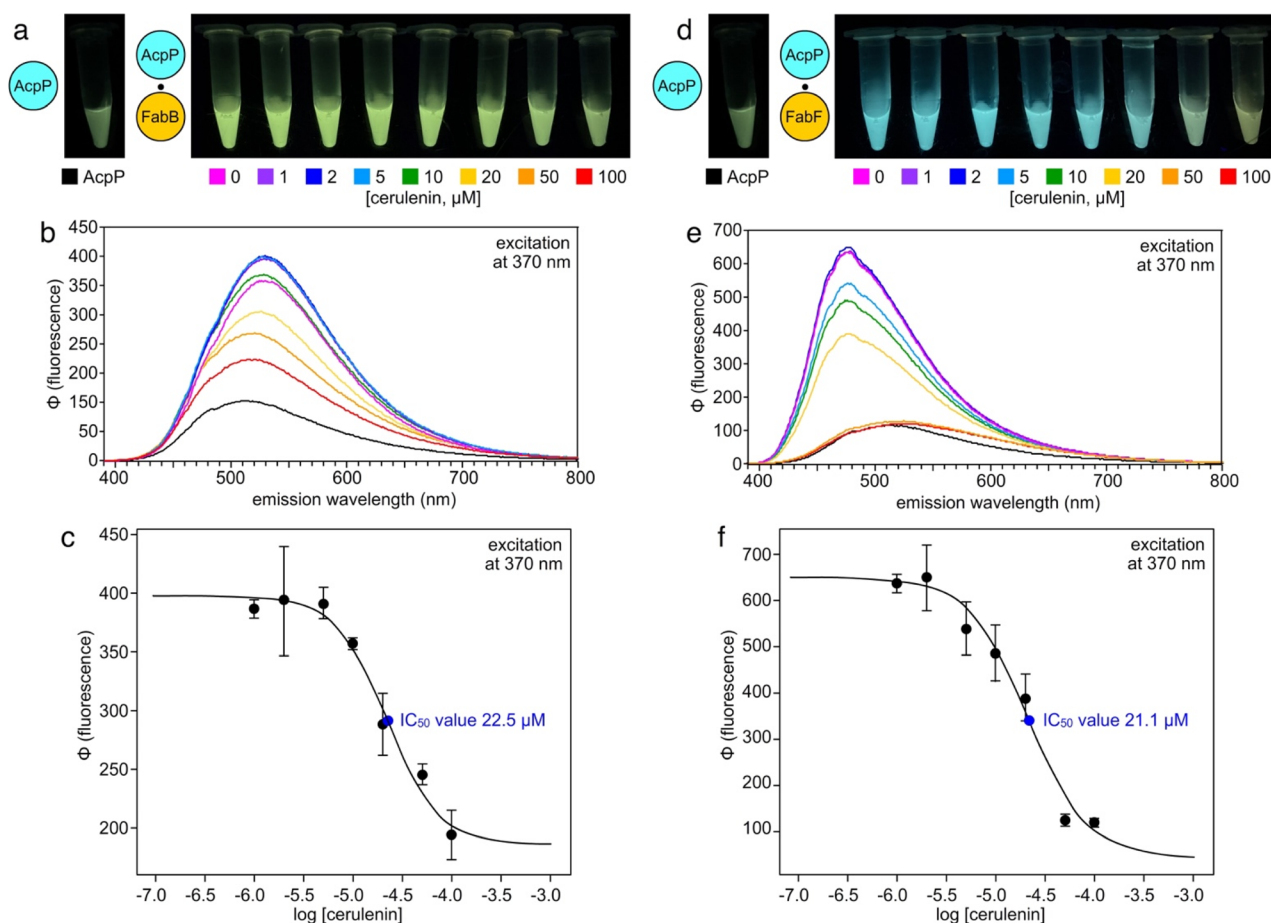 a
AcpP
AcpP
FabB
AcpP
0
1
2
5
10
20
50
100
[cerulenin, µM]
b
excitation
at 370 nm
450
400
350
300
250
200
150
100
50
0
Φ (fluorescence)
400
500
600
700
800
emission wavelength (nm)
c
excitation
at 370 nm
450
400
350
300
250
200
Φ (fluorescence)
IC50 value 22.5 µM
-7.0
-6.5
-6.0
-5.5
-5.0
-4.5
-4.0
-3.5
-3.0
log [cerulenin]
d
AcpP
AcpP
FabF
AcpP
0
1
2
5
10
20
50
100
[cerulenin, µM]
e
excitation
at 370 nm
700
600
500
400
300
200
100
0
Φ (fluorescence)
400
500
600
700
800
emission wavelength (nm)
f
excitation
at 370 nm
700
600
500
400
300
200
100
Φ (fluorescence)
IC50 value 21.1 µM
-7.0
-6.5
-6.0
-5.5
-5.0
-4.5
-4.0
-3.5
-3.0
log [cerulenin]